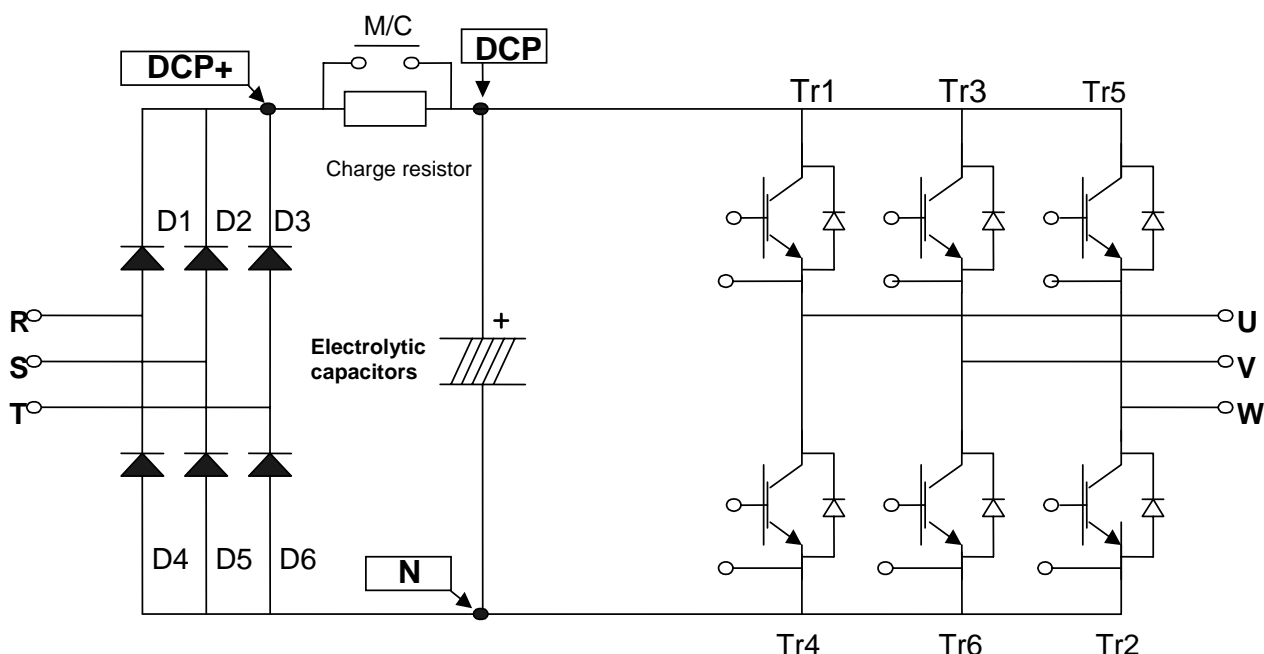 M/C
DCP
DCP+
Tr1 Tr3 Tr5
Charge resistor
D1 D2 D3
R
S
T
+
Electrolytic
capacitors
U
V
W
D4 D5 D6
N
Tr4 Tr6 Tr2